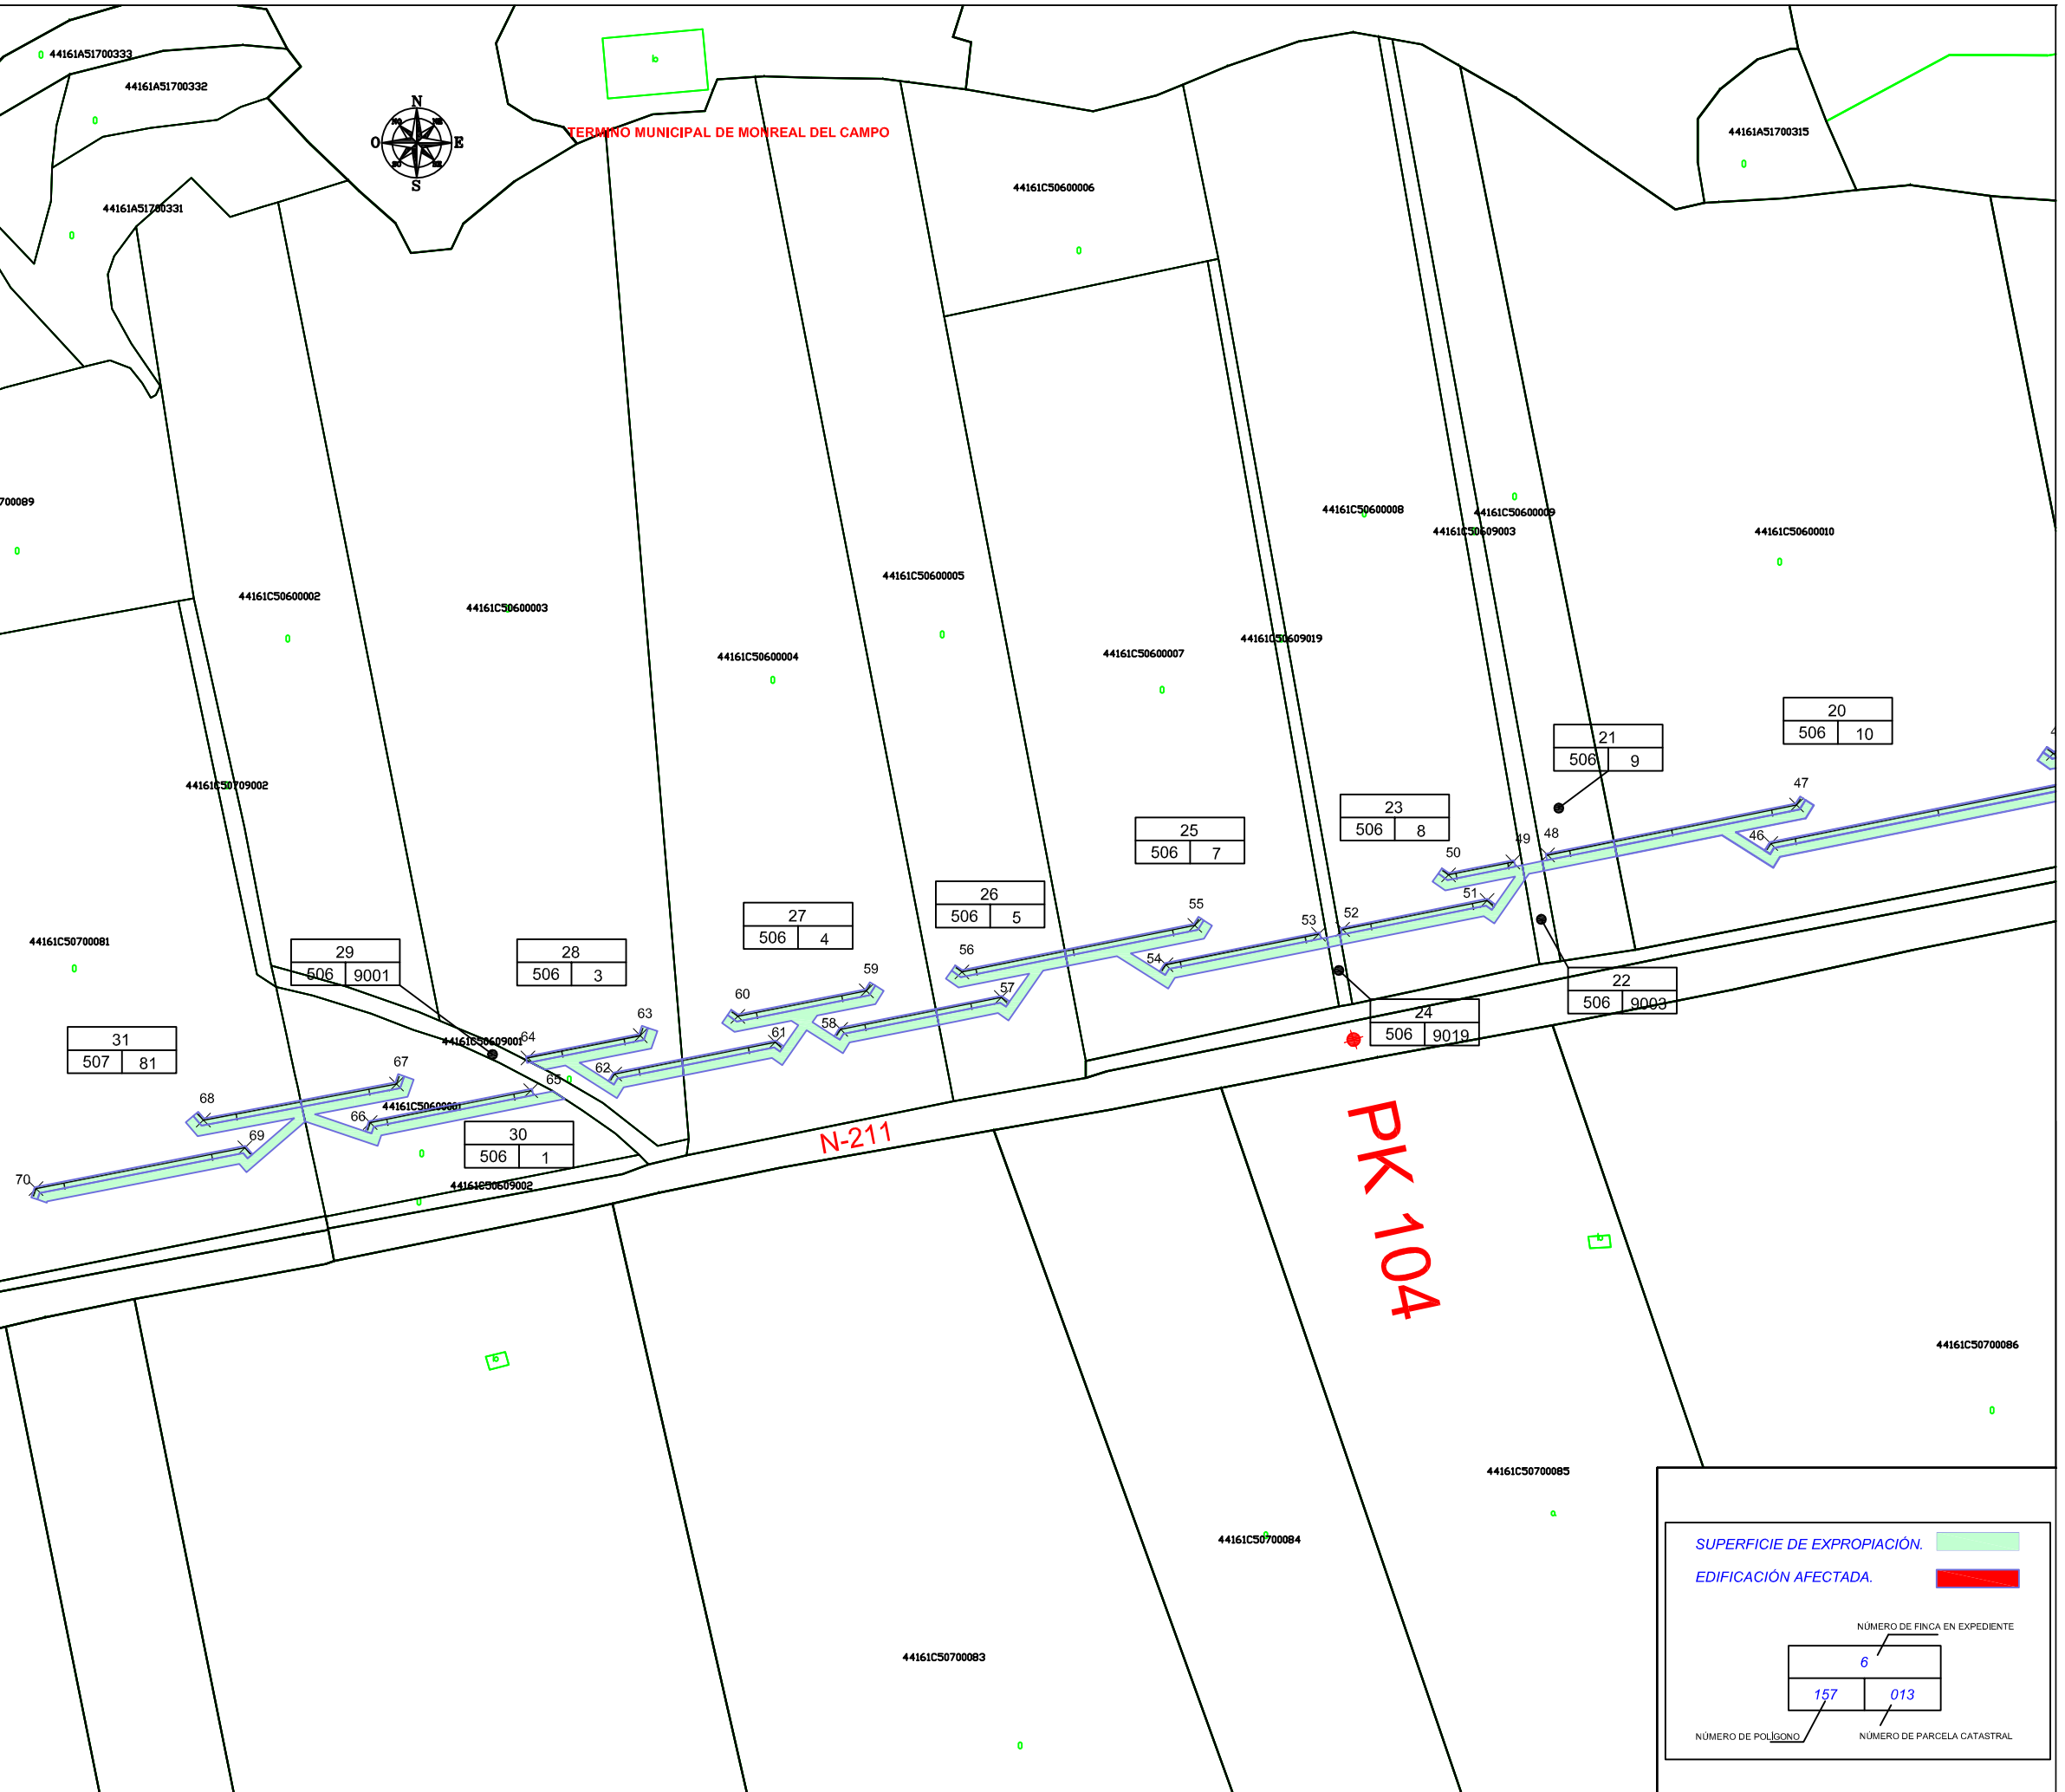 44161A51700333
44161A51700332
N
O E
S
TERMINO MUNICIPAL DE MONREAL DEL CAMPO
44161A51700315
44161C50600006
44161A51700331
700089
44161C50600008
44161C50600009
44161C50609003
44161C50600010
44161C50600002
44161C50600003
44161C50600005
44161C50609019
44161C50600004
44161C50600007
44161C50709002
20
506 10
21
506 9
47
23
506 8
25
506 7
46
48
49
50
51
26
506 5
27
506 4
55
52
53
54
56
28
506 3
29
506 9001
44161C50700081
59
57
60
58
22
506 9003
24
506 9019
63
61
64
62
44161C50609001
31
507 81
67
65
68
66
44161C50600001
30
506 1
69
70
44161C50609002
N-211
PK 104
44161C50700086
44161C50700085
44161C50700084
44161C50700083
SUPERFICIE DE EXPROPIACIÓN.
EDIFICACIÓN AFECTADA.
NÚMERO DE FINCA EN EXPEDIENTE
6
157 013
NÚMERO DE POLÍGONO
NÚMERO DE PARCELA CATASTRAL